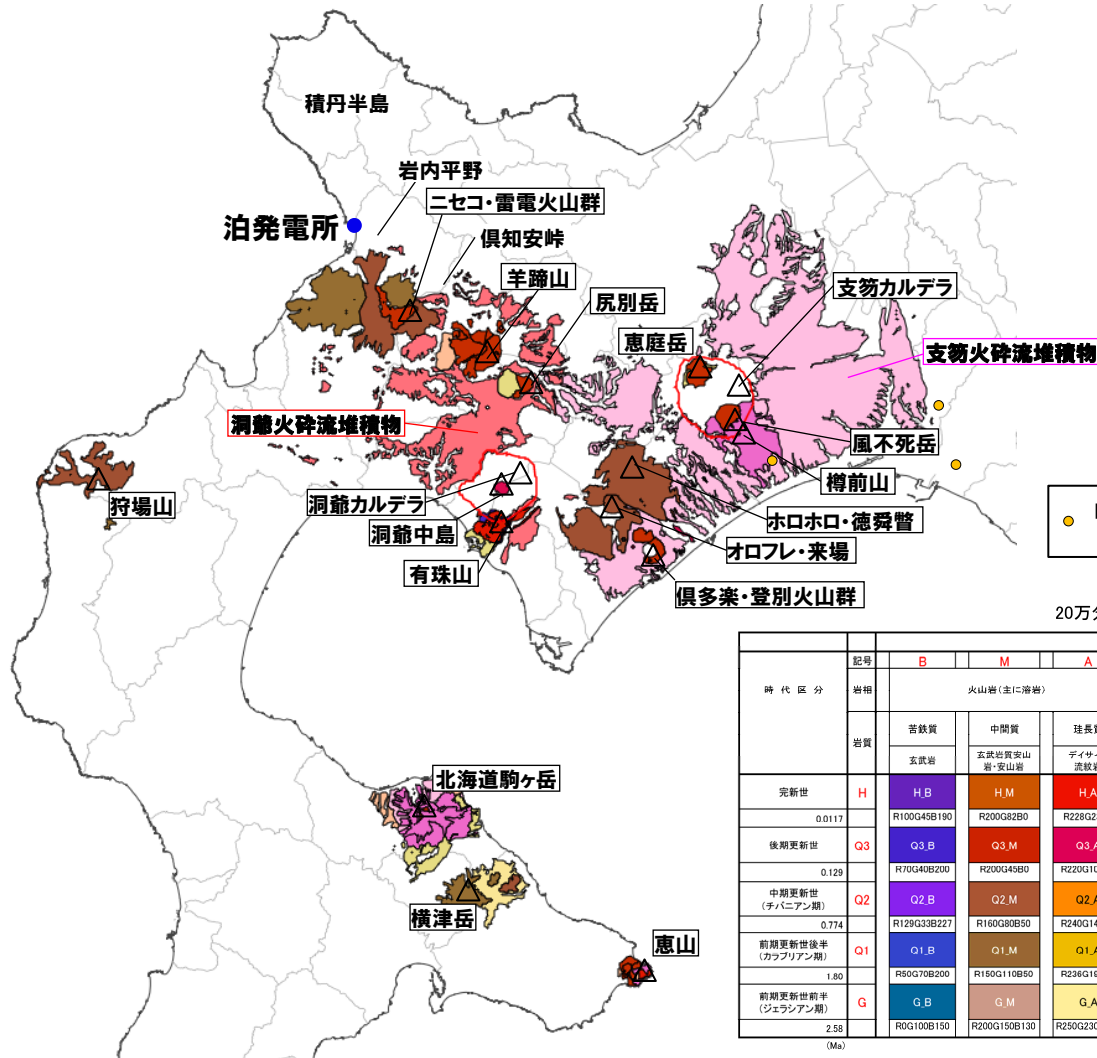 積丹半島
岩内平野
ニセコ・雷電火山群
泊発電所
倶知安峠
羊蹄山
尻別岳
支笏カルデラ
恵庭岳
支笏火砕流堆積物
洞爺火砕流堆積物
風不死岳
樽前山
狩場山
洞爺カルデラ
ホロホロ・徳舜瞥
洞爺中島
オロフレ・来場
有珠山
倶多楽・登別火山群
北海道駒ヶ岳
横津岳
恵山
20万分
時代区分 記号 B M A
岩相 火山岩(主に溶岩)
岩質 苦鉄質 中間質 珪長質
玄武岩 玄武岩質安山岩・安山岩 デイサイ 流紋岩
完新世 H H_B H_M H_A
0.0117 R100G45B190 R200G82B0 R228G2
後期更新世 Q3 Q3_B Q3_M Q3_A
0.129 R70G40B200 R200G45B0 R220G10
中期更新世(チバニアン期) Q2 Q2_B Q2_M Q2_A
0.774 R129G33B227 R160G80B50 R240G14
前期更新世後半(カラブリアン期) Q1 Q1_B Q1_M Q1_A
1.80 R50G70B200 R150G110B50 R236G19
前期更新世前半(ジェラシアン期) G G_B G_M G_A
2.58 R0G100B150 R200G150B130 R250G230
(Ma)